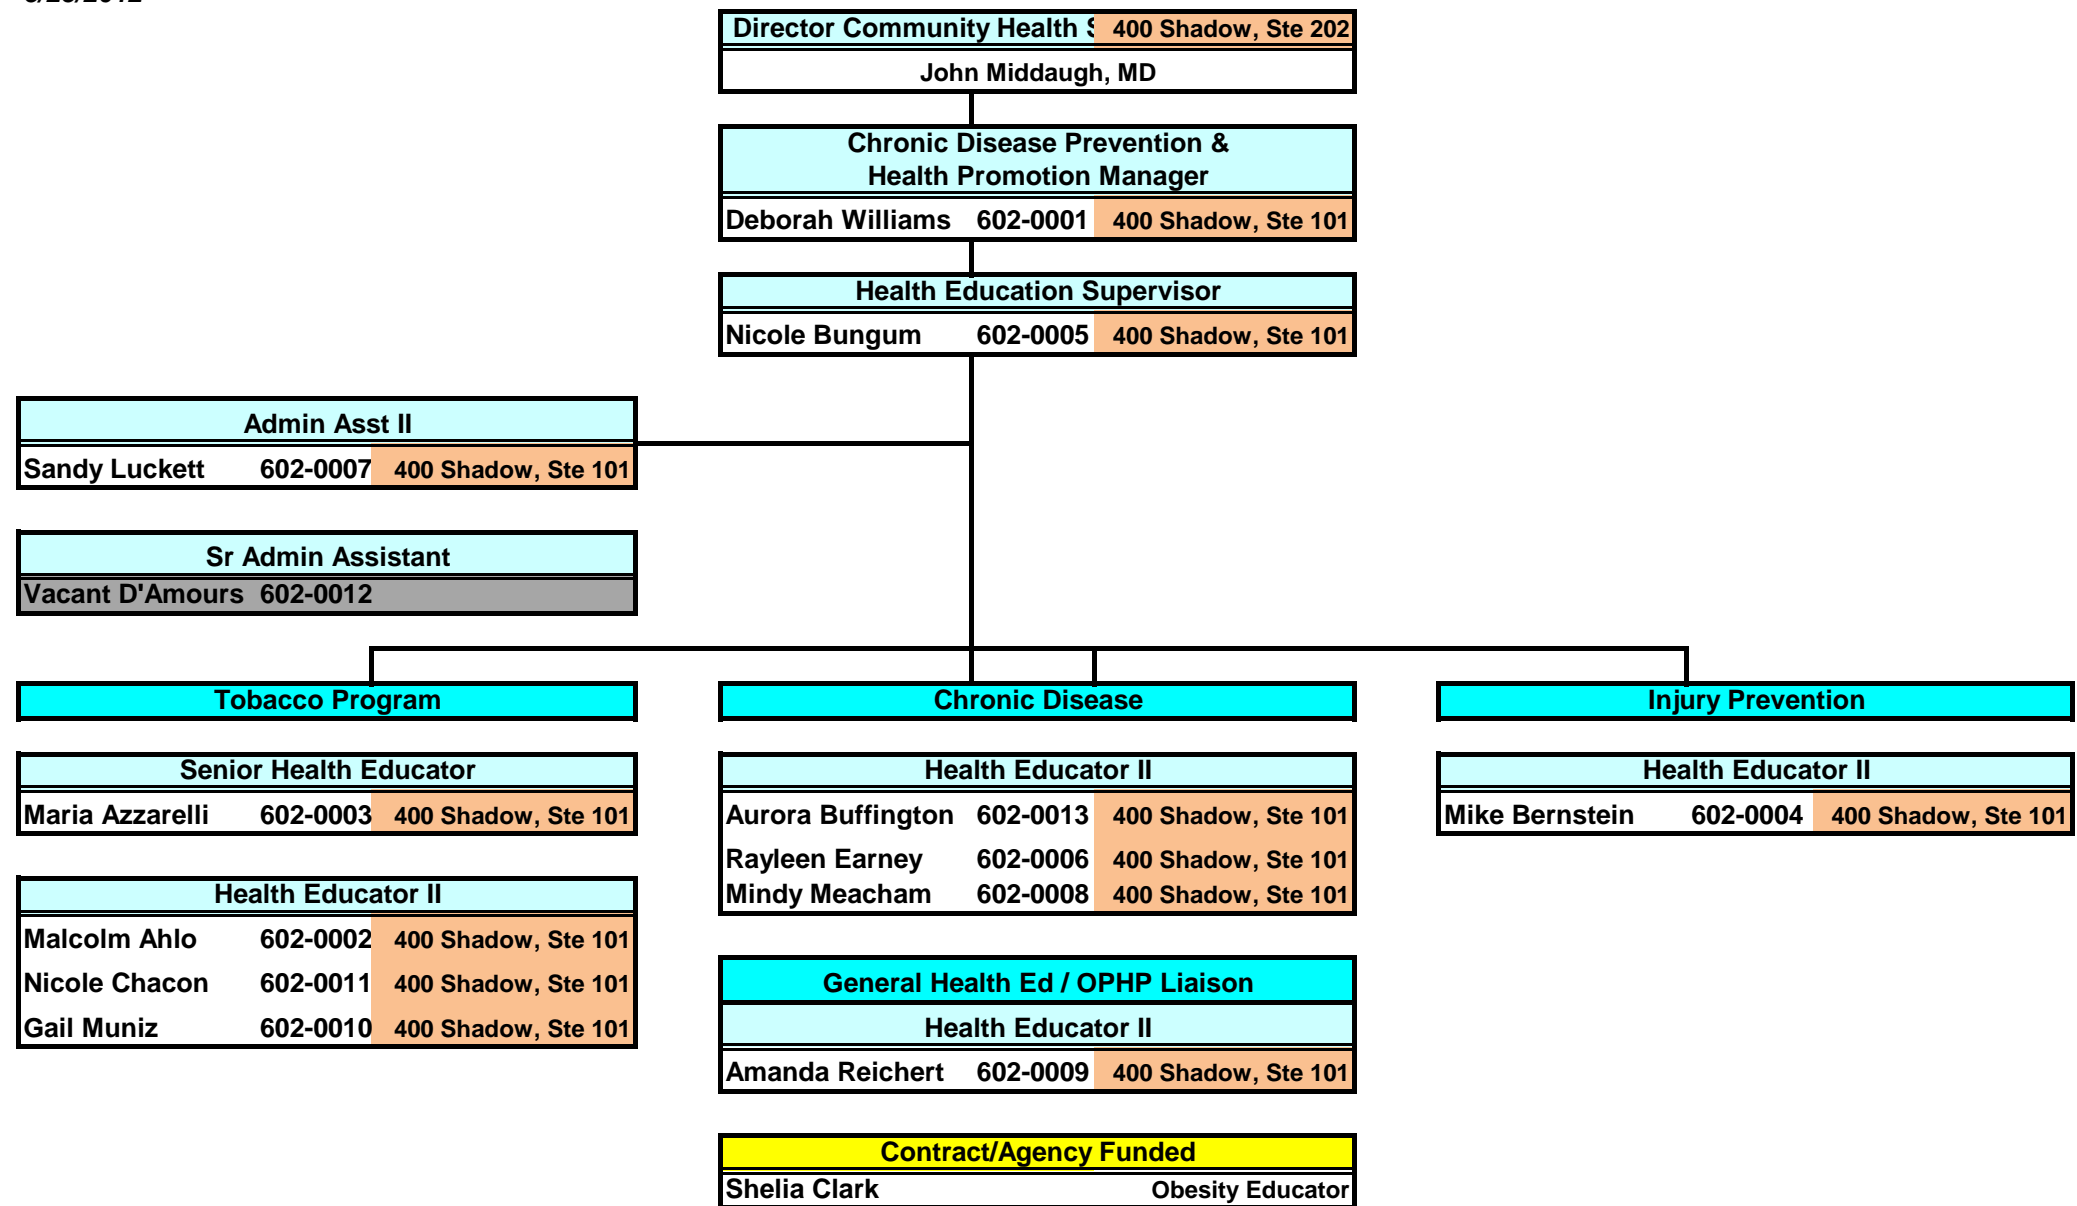 Director Community Health 400 Shadow, Ste 202
John Middaugh, MD
Chronic Disease Prevention &
Health Promotion Manager
Deborah Williams 602-0001 400 Shadow, Ste 101
Health Education Supervisor
Nicole Bungum 602-0005 400 Shadow, Ste 101
Admin Asst II
Sandy Luckett 602-0007 400 Shadow, Ste 101
Sr Admin Assistant
Vacant D'Amours 602-0012
Tobacco Program
Senior Health Educator
Maria Azzarelli 602-0003 400 Shadow, Ste 101
Health Educator II
Malcolm Ahlo 602-0002 400 Shadow, Ste 101
Nicole Chacon 602-0011 400 Shadow, Ste 101
Gail Muniz 602-0010 400 Shadow, Ste 101
Chronic Disease
Health Educator II
Aurora Buffington 602-0013 400 Shadow, Ste 101
Rayleen Earney 602-0006 400 Shadow, Ste 101
Mindy Meacham 602-0008 400 Shadow, Ste 101
General Health Ed / OPHP Liaison
Health Educator II
Amanda Reichert 602-0009 400 Shadow, Ste 101
Contract/Agency Funded
Shelia Clark Obesity Educator
Injury Prevention
Health Educator II
Mike Bernstein 602-0004 400 Shadow, Ste 101